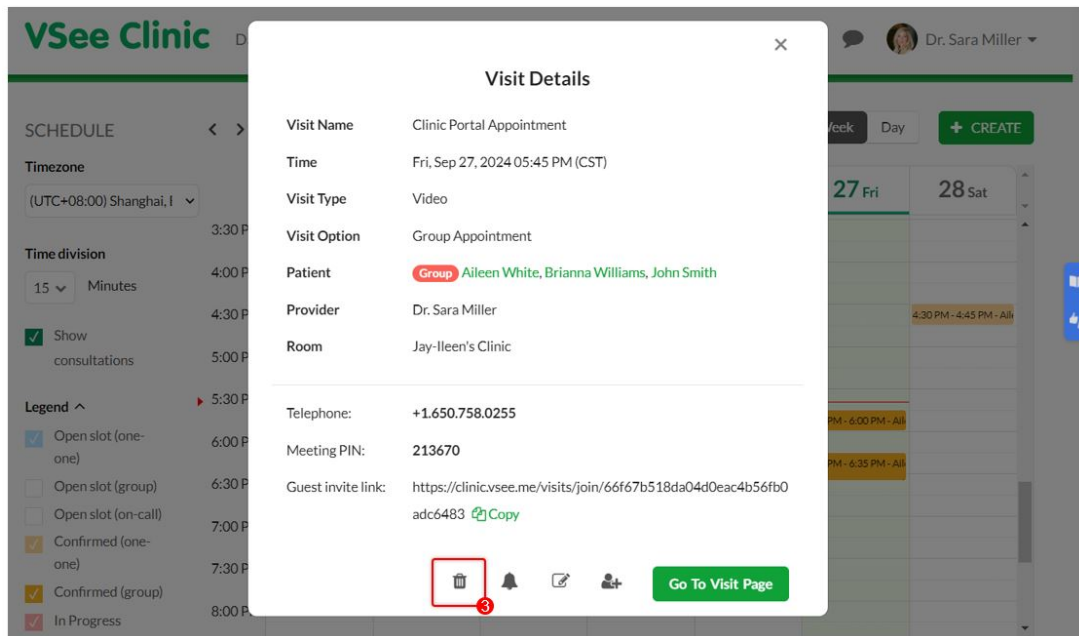 VSee Clinic
Dr. Sara Miller
Visit Details
Visit Name Clinic Portal Appointment
Time Fri, Sep 27, 2024 05:45 PM (CST)
Visit Type Video
Visit Option Group Appointment
Patient Group Aileen White, Brianna Williams, John Smith
Provider Dr. Sara Miller
Room Jay-Ileen's Clinic
Telephone: +1.650.758.0255
Meeting PIN: 213670
Guest invite link: https://clinic.vsee.me/visits/join/66f67b518da04d0eac4b56fb0
adc6483 Copy
Go To Visit Page
3
SCHEDULE
Timezone
(UTC+08:00) Shanghai,
Time division
15 Minutes
Show
consultations
Legend
Open slot (one-
one)
Open slot (group)
Open slot (on-call)
Confirmed (one-
one)
Confirmed (group)
In Progress
3:30 P
4:00 P
4:30 P
5:00 P
5:30 P
6:00 P
6:30 P
7:00 P
7:30 P
8:00 P
Day
+ CREATE
27 Fri
28 Sat
4:30 PM - 4:45 PM - Ail
PM - 6:00 PM - Ail
PM - 6:35 PM - Ail